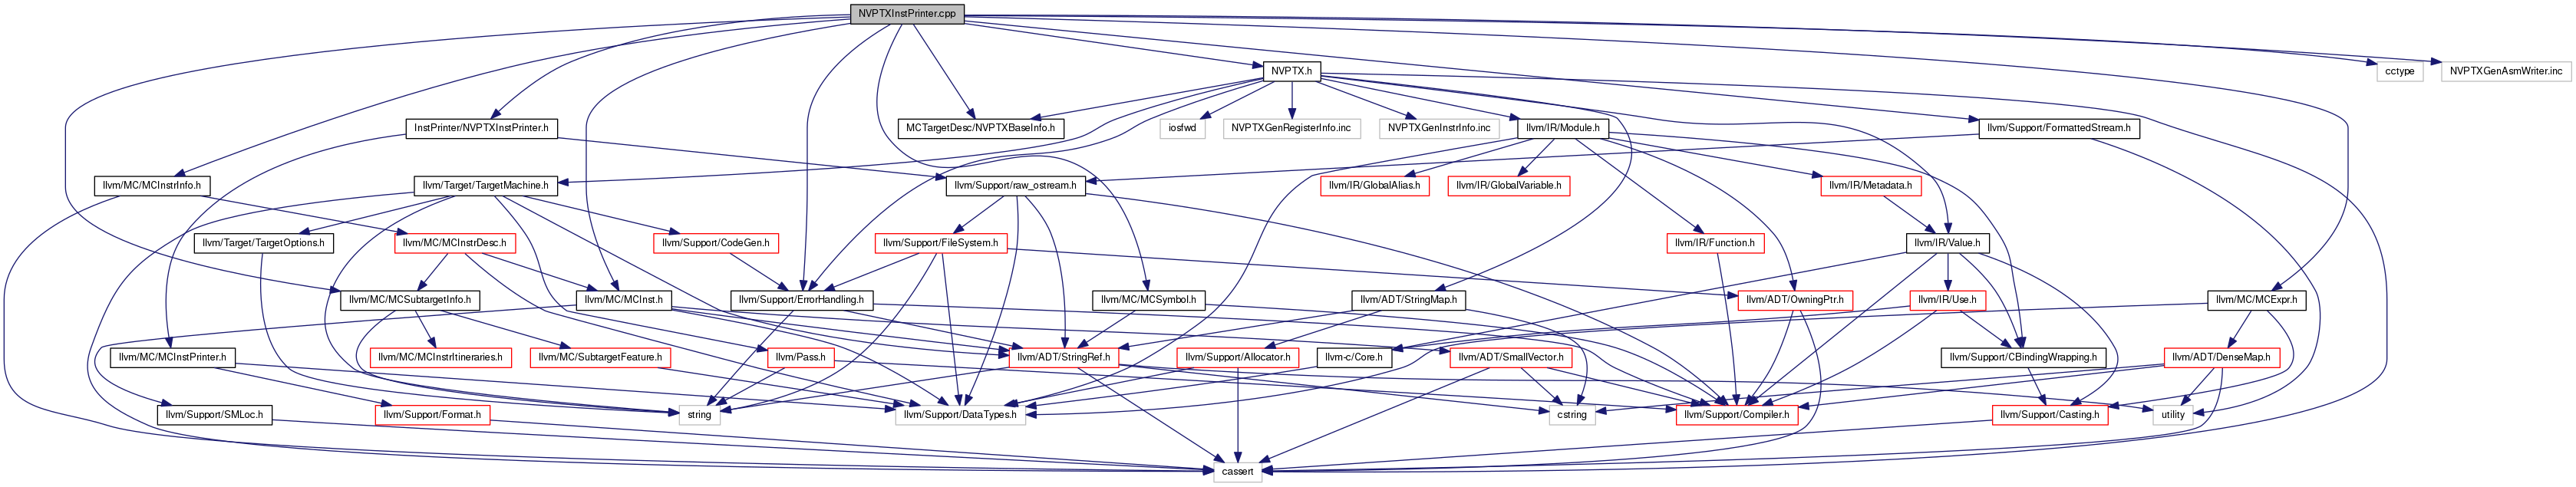 NVPTXInstPrinter.cpp
NVPTX.h
cctype
NVPTXGenAsmWriter.inc
InstPrinter/NVPTXInstPrinter.h
MCTargetDesc/NVPTXBaseInfo.h
iosfwd
NVPTXGenRegisterInfo.inc
NVPTXGenInstrInfo.inc
llvm/IR/Module.h
llvm/Support/FormattedStream.h
llvm/MC/MCInstrInfo.h
llvm/Target/TargetMachine.h
llvm/Support/raw_ostream.h
llvm/IR/GlobalAlias.h
llvm/IR/GlobalVariable.h
llvm/IR/Metadata.h
llvm/Target/TargetOptions.h
llvm/MC/MCInstrDesc.h
llvm/Support/CodeGen.h
llvm/Support/FileSystem.h
llvm/IR/Function.h
llvm/IR/Value.h
llvm/MC/MCSubtargetInfo.h
llvm/MC/MCInst.h
llvm/Support/ErrorHandling.h
llvm/MC/MCSymbol.h
llvm/ADT/StringMap.h
llvm/ADT/OwningPtr.h
llvm/IR/Use.h
llvm/MC/MCExpr.h
llvm/MC/MCInstPrinter.h
llvm/MC/MCInstrItineraries.h
llvm/MC/SubtargetFeature.h
llvm/Pass.h
llvm/ADT/StringRef.h
llvm/Support/Allocator.h
llvm-c/Core.h
llvm/ADT/SmallVector.h
llvm/Support/CBindingWrapping.h
llvm/ADT/DenseMap.h
llvm/Support/SMLoc.h
llvm/Support/Format.h
string
llvm/Support/DataTypes.h
cstring
llvm/Support/Compiler.h
llvm/Support/Casting.h
utility
cassert